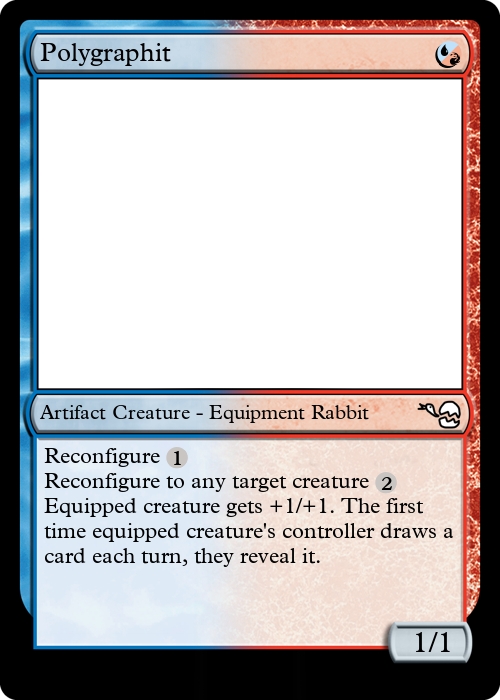 Polygraphit
Artifact Creature - Equipment Rabbit
Reconfigure 1
Reconfigure to any target creature 2
Equipped creature gets +1/+1. The first
time equipped creature's controller draws a
card each turn, they reveal it.
1/1